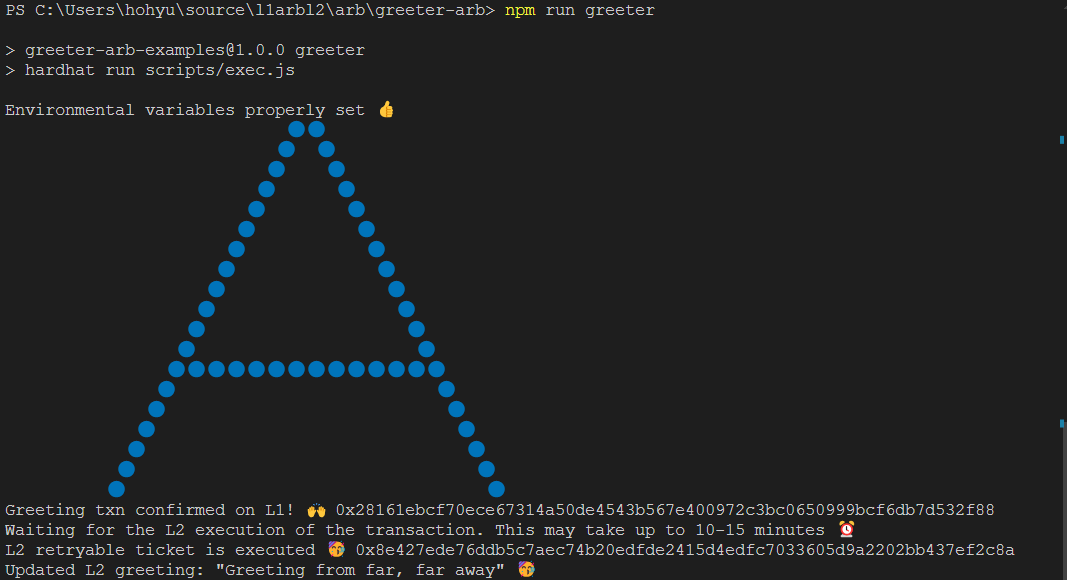 PS C:\Users\hohyu\source\l1arbl2\arb\greeter-arb> npm run greeter
> greeter-arb-examples@1.0.0 greeter
> hardhat run scripts/exec.js
Environmental variables properly set 👍
Greeting txn confirmed on L1! 🙌 0x28161ebcf70ece67314a50de4543b567e400972c3bc0650999bcf6db7d532f88
Waiting for the L2 execution of the transaction. This may take up to 10-15 minutes ⏰
L2 retryable ticket is executed 🥳 0x8e427ede76ddb5c7aec74b20edfde2415d4edfc7033605d9a2202bb437ef2c8a
Updated L2 greeting: "Greeting from far, far away" 🥳